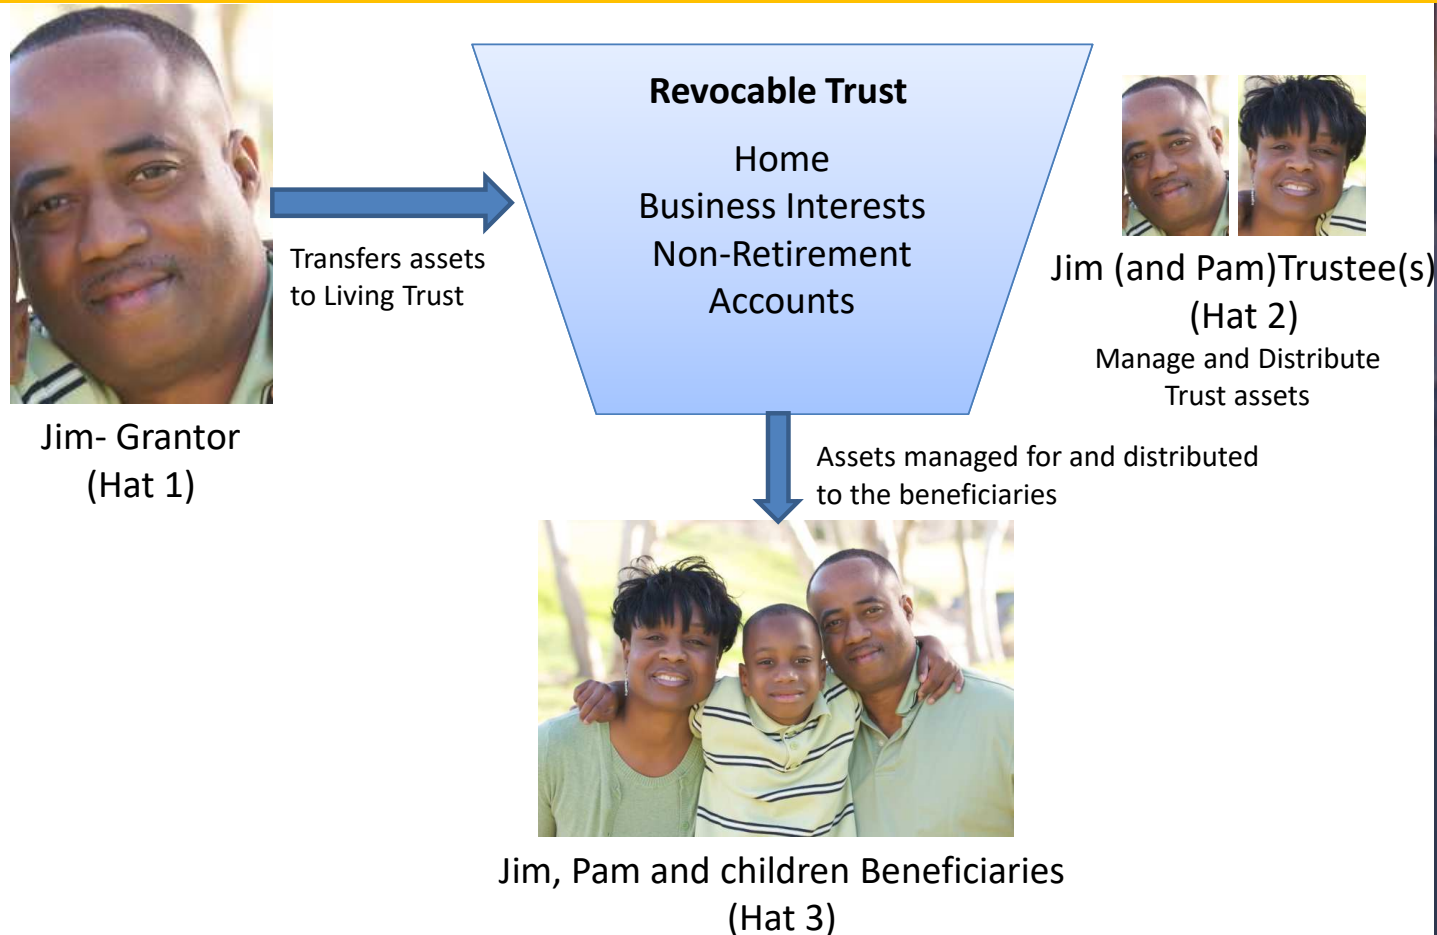 Revocable Trust
Home
Business Interests
Non-Retirement
Accounts
Transfers assets
to Living Trust
Jim- Grantor
(Hat 1)
Jim (and Pam)Trustee(s)
(Hat 2)
Manage and Distribute
Trust assets
Assets managed for and distributed
to the beneficiaries
Jim, Pam and children Beneficiaries
(Hat 3)